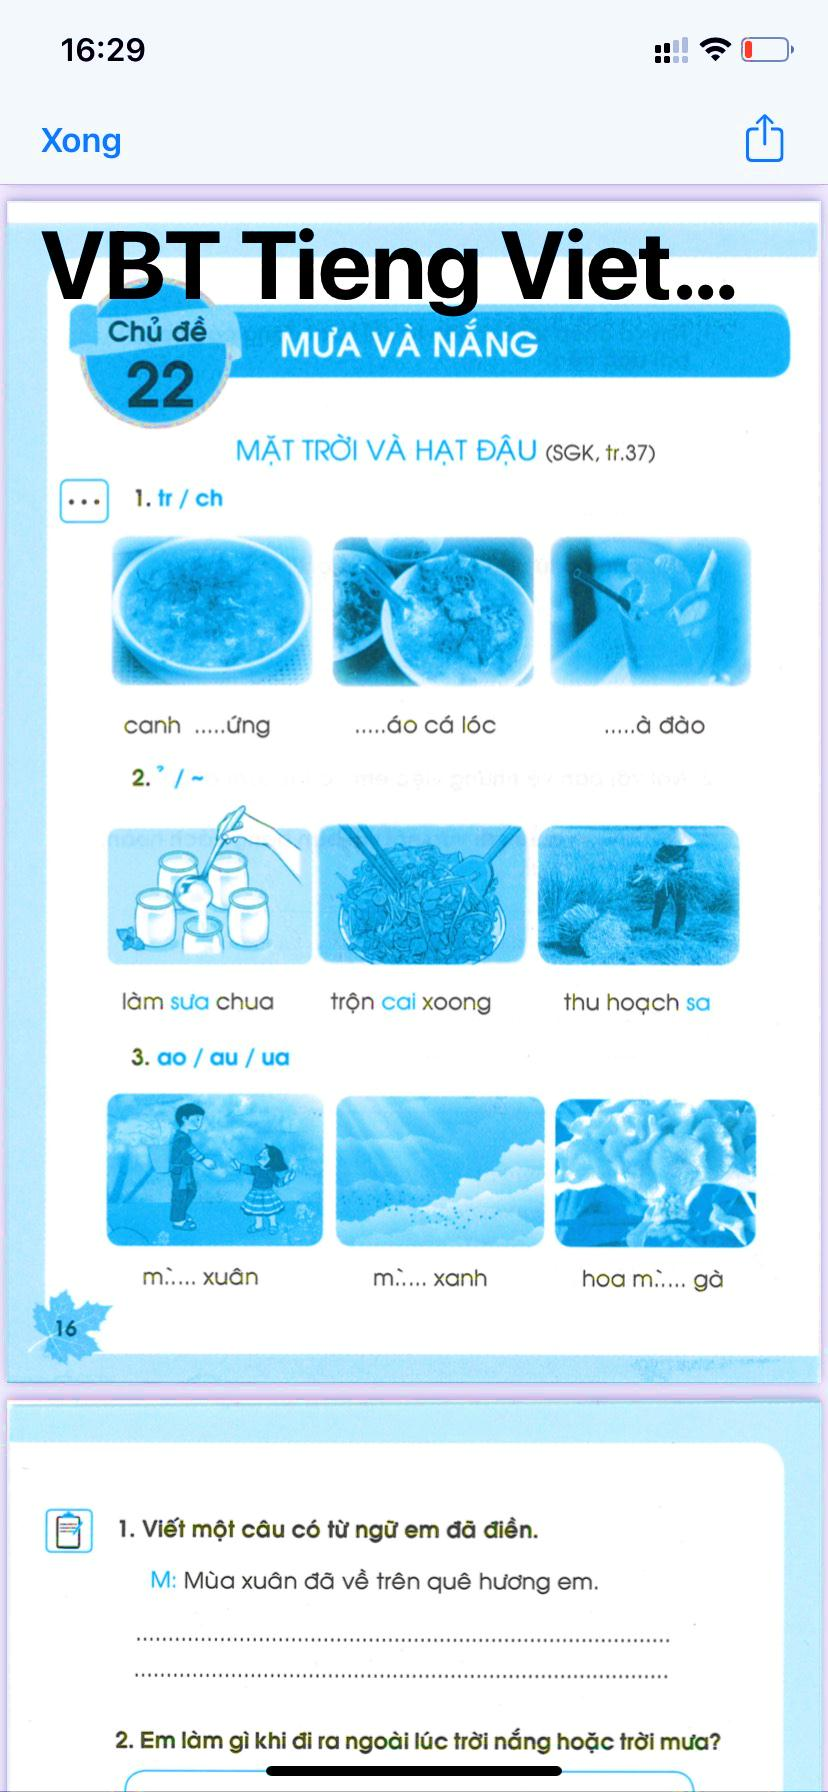 16:29
Xong
VBT Tieng Viet...
Chủ đề
22
MƯA VÀ NẮNG
MẶT TRỜI VÀ HẠT ĐẬU (SGK, tr.37)
... 1. tr / ch
canh .....ứng .....áo cá lóc .....à đào
2. ̉ / ~
làm sưa chua trộn cai xoong thu hoạch sa
3. ao / au / ua
m̀..... xuân m̀..... xanh hoa m̀..... gà
16
1. Viết một câu có từ ngữ em đã điền.
M: Mùa xuân đã về trên quê hương em.
2. Em làm gì khi đi ra ngoài lúc trời nắng hoặc trời mưa?